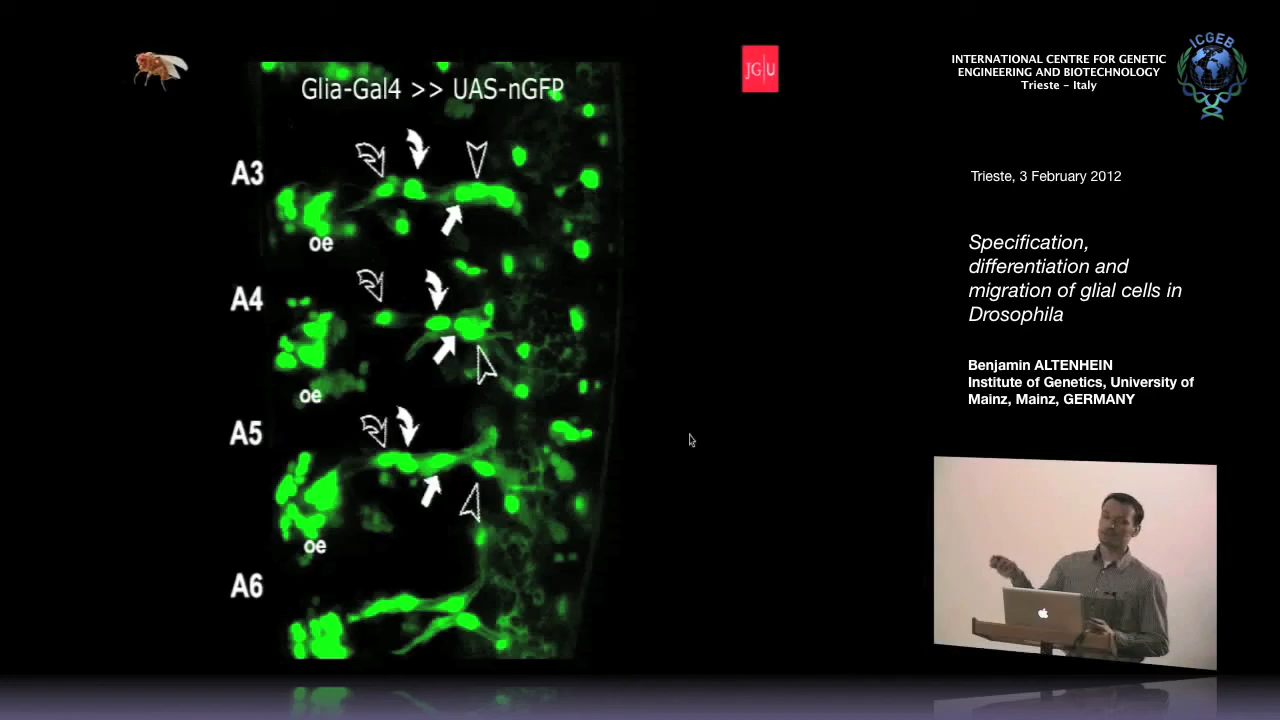 Glia-Gal4 >> UAS-nGFP
A3
oe
A4
oe
A5
oe
A6
JG|U
INTERNATIONAL CENTRE FOR GENETIC
ENGINEERING AND BIOTECHNOLOGY
Trieste - Italy
ICGEB
Trieste, 3 February 2012
Specification,
differentiation and
migration of glial cells in
Drosophila
Benjamin ALTENHEIN
Institute of Genetics, University of
Mainz, Mainz, GERMANY